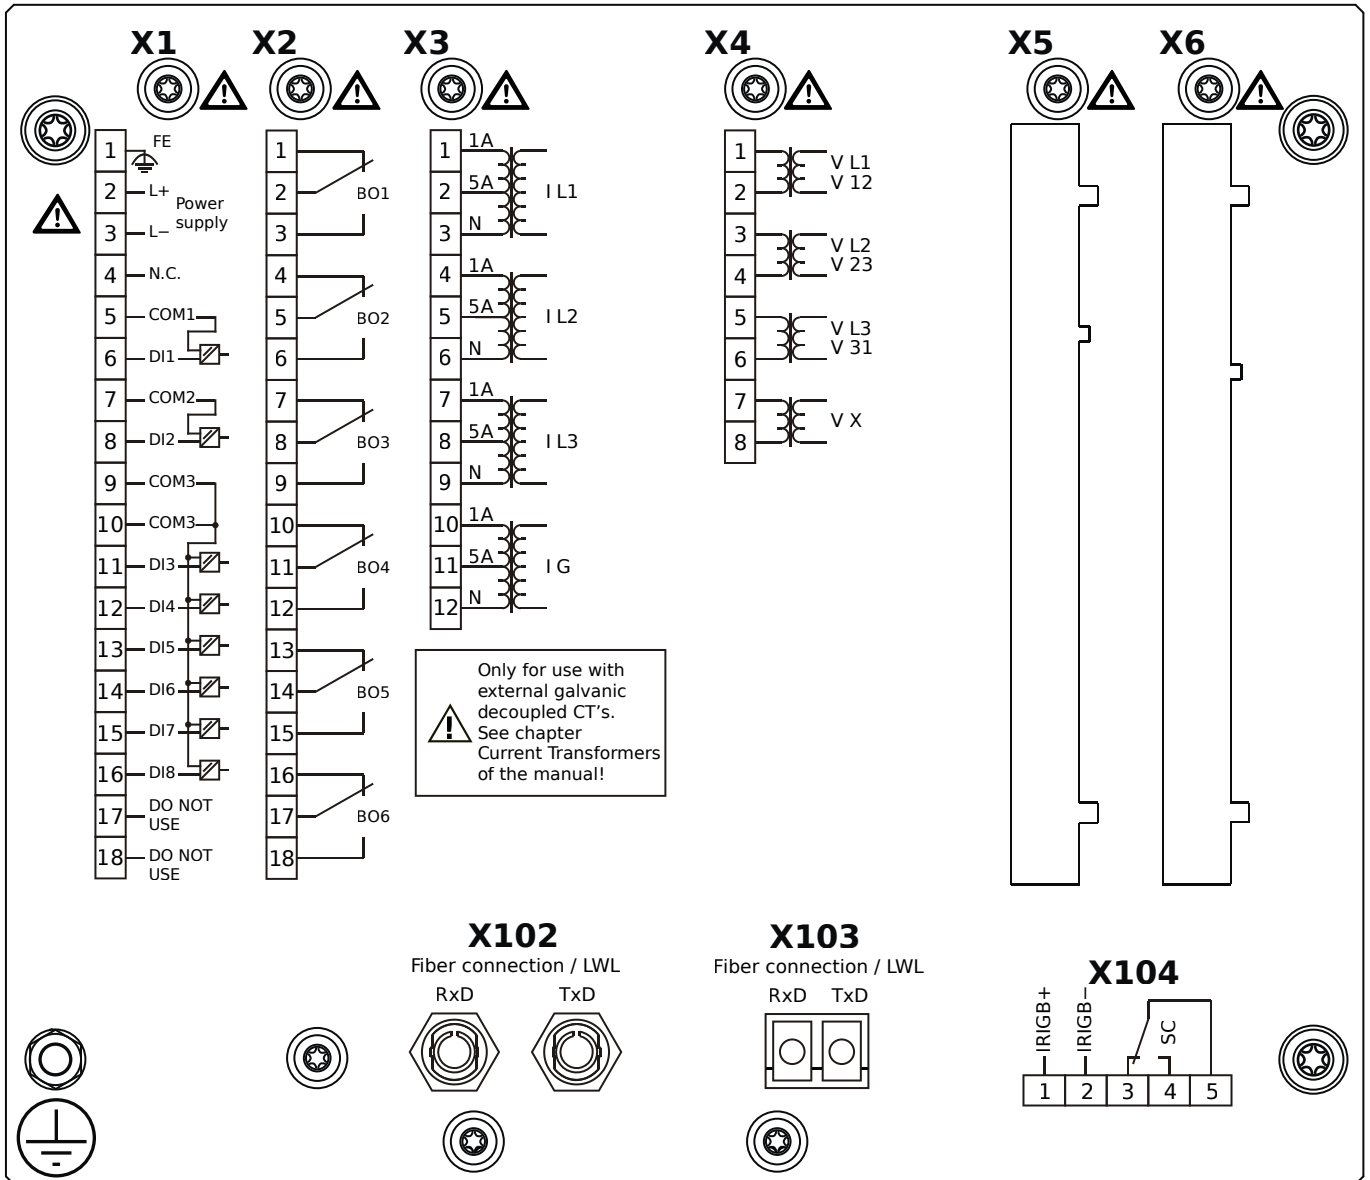 X1
X2
X3
X4
X5
X6
1 FE
2 L+
Power
supply
3 L−
4 N.C.
5 COM1
6 DI1
7 COM2
8 DI2
9 COM3
10 COM3
11 DI3
12 DI4
13 DI5
14 DI6
15 DI7
16 DI8
17 DO NOT
USE
18 DO NOT
USE
1
2 BO1
3
4
5 BO2
6
7
8 BO3
9
10
11 BO4
12
13
14 BO5
15
16
17 BO6
18
1 1A
2 5A I L1
3 N
4 1A
5 5A I L2
6 N
7 1A
8 5A I L3
9 N
10 1A
11 5A I G
12 N
Only for use with
external galvanic
decoupled CT's.
See chapter
Current Transformers
of the manual!
1 V L1
2 V 12
3 V L2
4 V 23
5 V L3
6 V 31
7 V X
8
X102
Fiber connection / LWL
RxD TxD
X103
Fiber connection / LWL
RxD TxD
X104
IRIGB+
IRIGB−
SC
1 2 3 4 5